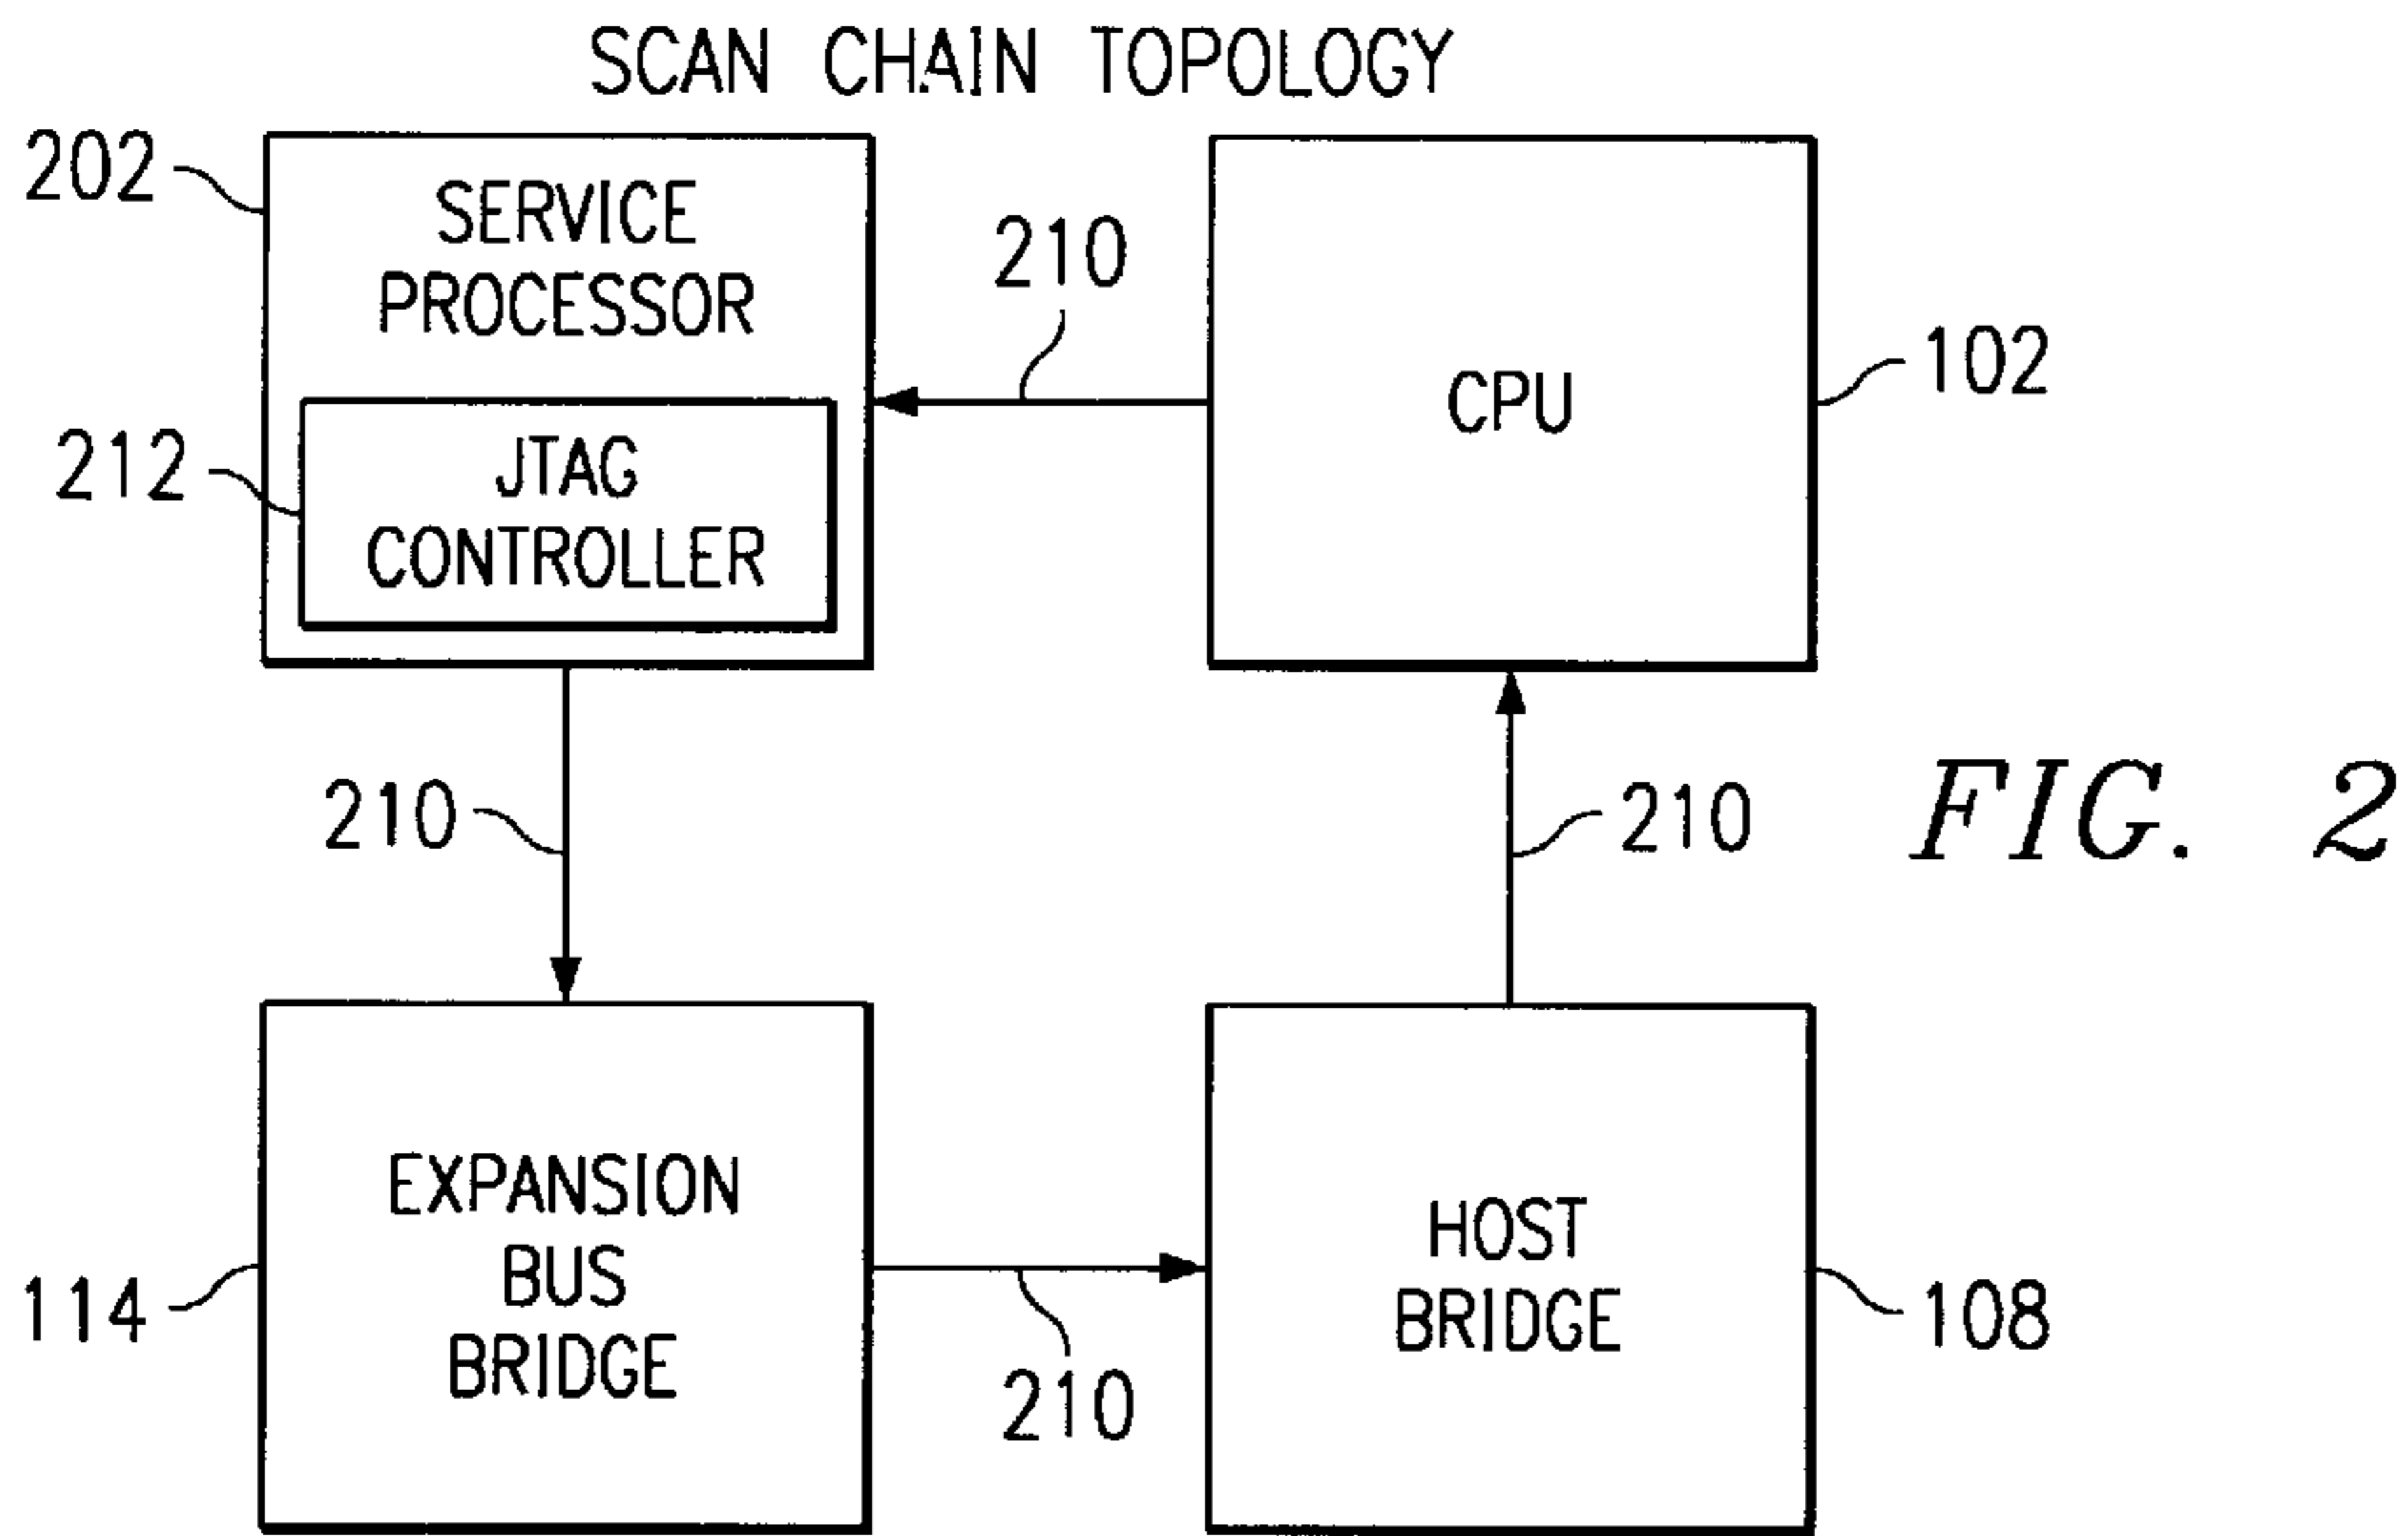 SCAN CHAIN TOPOLOGY
202
SERVICE
PROCESSOR
212
JTAG
CONTROLLER
210
CPU
102
210
210
FIG. 2
EXPANSION
BUS
BRIDGE
114
210
HOST
BRIDGE
108